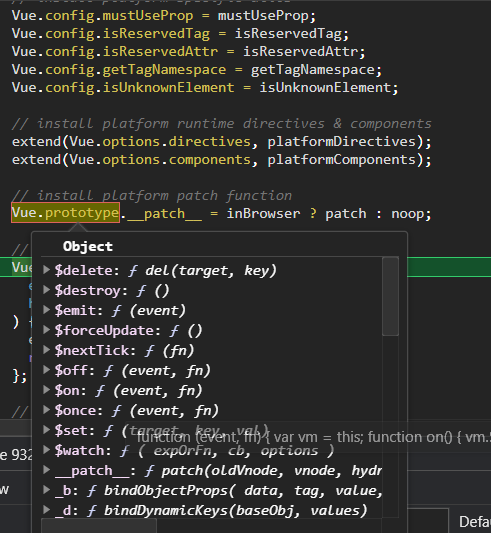 Vue.config.mustUseProp = mustUseProp;
Vue.config.isReservedTag = isReservedTag;
Vue.config.isReservedAttr = isReservedAttr;
Vue.config.getTagNamespace = getTagNamespace;
Vue.config.isUnknownElement = isUnknownElement;
// install platform runtime directives & components
extend(Vue.options.directives, platformDirectives);
extend(Vue.options.components, platformComponents);
// install platform patch function
Vue.prototype.__patch__ = inBrowser ? patch : noop;
//
Object
$delete: ƒ del(target, key)
Vue
$destroy: ƒ ()
$emit: ƒ (event)
) {
$forceUpdate: ƒ ()
$nextTick: ƒ (fn)
};
$off: ƒ (event, fn)
$on: ƒ (event, fn)
//
$once: ƒ (event, fn)
$set: ƒ (target, key, val)
function (event, fn) { var vm = this; function on() { vm.
$watch: ƒ ( expOrFn, cb, options )
e 932
__patch__: ƒ patch(oldVnode, vnode, hydr
w
_b: ƒ bindObjectProps( data, tag, value,
_d: ƒ bindDynamicKeys(baseObj, values)
Defa